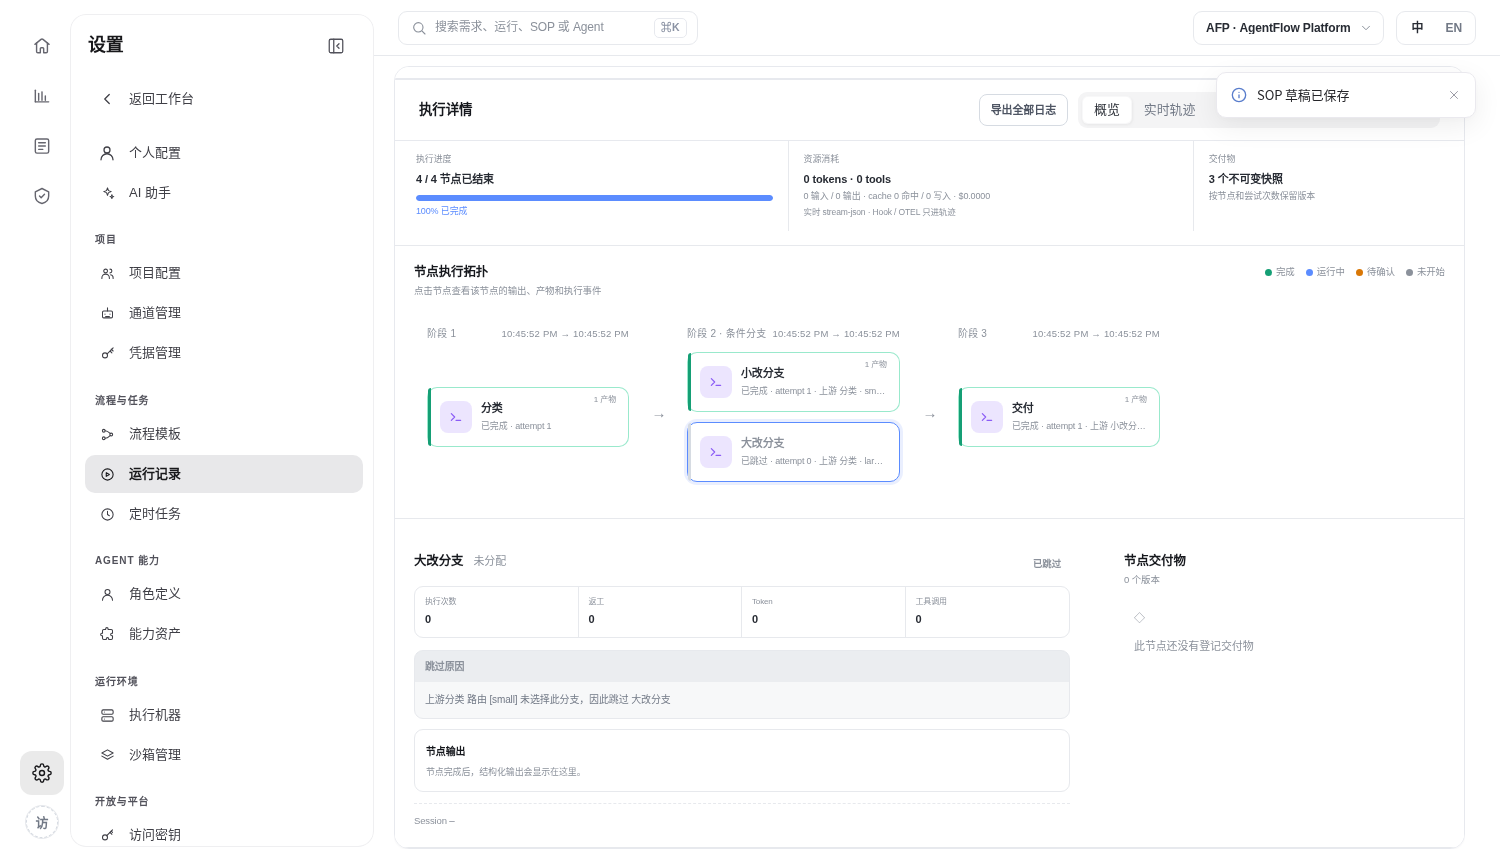 设置
搜索需求、运行、SOP 或 Agent
⌘K
AFP · AgentFlow Platform
中
EN
返回工作台
个人配置
AI 助手
项目
项目配置
通道管理
凭据管理
流程与任务
流程模板
运行记录
定时任务
AGENT 能力
角色定义
能力资产
运行环境
执行机器
沙箱管理
开放与平台
访问密钥
访
SOP 草稿已保存
执行详情
导出全部日志
概览
实时轨迹
执行进度
4 / 4 节点已结束
100% 已完成
资源消耗
0 tokens · 0 tools
0 输入 / 0 输出 · cache 0 命中 / 0 写入 · $0.0000
实时 stream-json · Hook / OTEL 只进轨迹
交付物
3 个不可变快照
按节点和尝试次数保留版本
节点执行拓扑
点击节点查看该节点的输出、产物和执行事件
完成
运行中
待确认
未开始
阶段 1
10:45:52 PM → 10:45:52 PM
1 产物
分类
已完成 · attempt 1
→
阶段 2 · 条件分支
10:45:52 PM → 10:45:52 PM
1 产物
小改分支
已完成 · attempt 1 · 上游 分类 · sm…
大改分支
已跳过 · attempt 0 · 上游 分类 · lar…
→
阶段 3
10:45:52 PM → 10:45:52 PM
1 产物
交付
已完成 · attempt 1 · 上游 小改分…
大改分支 未分配
已跳过
执行次数
0
返工
0
Token
0
工具调用
0
跳过原因
上游分类 路由 [small] 未选择此分支，因此跳过 大改分支
节点输出
节点完成后，结构化输出会显示在这里。
Session –
节点交付物
0 个版本
此节点还没有登记交付物